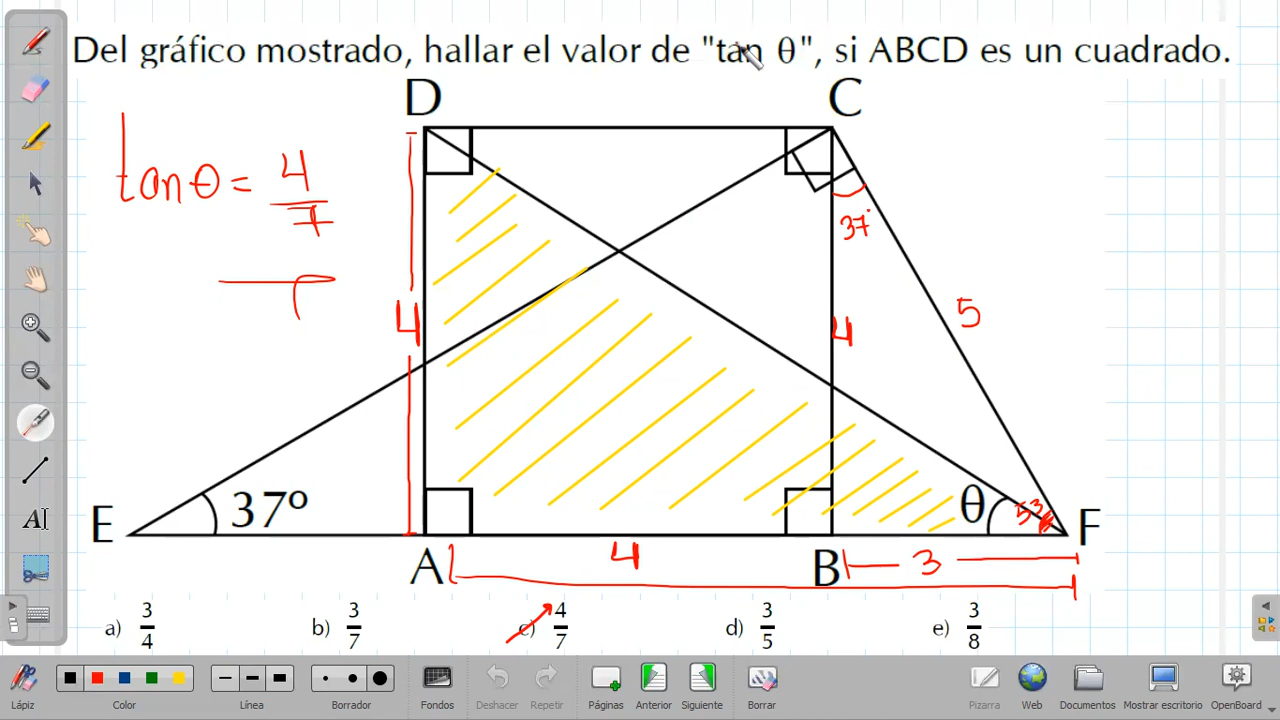 Del gráfico mostrado, hallar el valor de "tan θ", si ABCD es un cuadrado.
D
C
tan θ = 4/7
37°
4
4
5
E
37°
θ
53°
F
A
4
B
3
a) 3/4
b) 3/7
c) 4/7
d) 3/5
e) 3/8
Lápiz
Color
Línea
Borrador
Fondos
Deshacer
Repetir
Páginas
Anterior
Siguiente
Borrar
Pizarra
Web
Documentos
Mostrar escritorio
OpenBoard